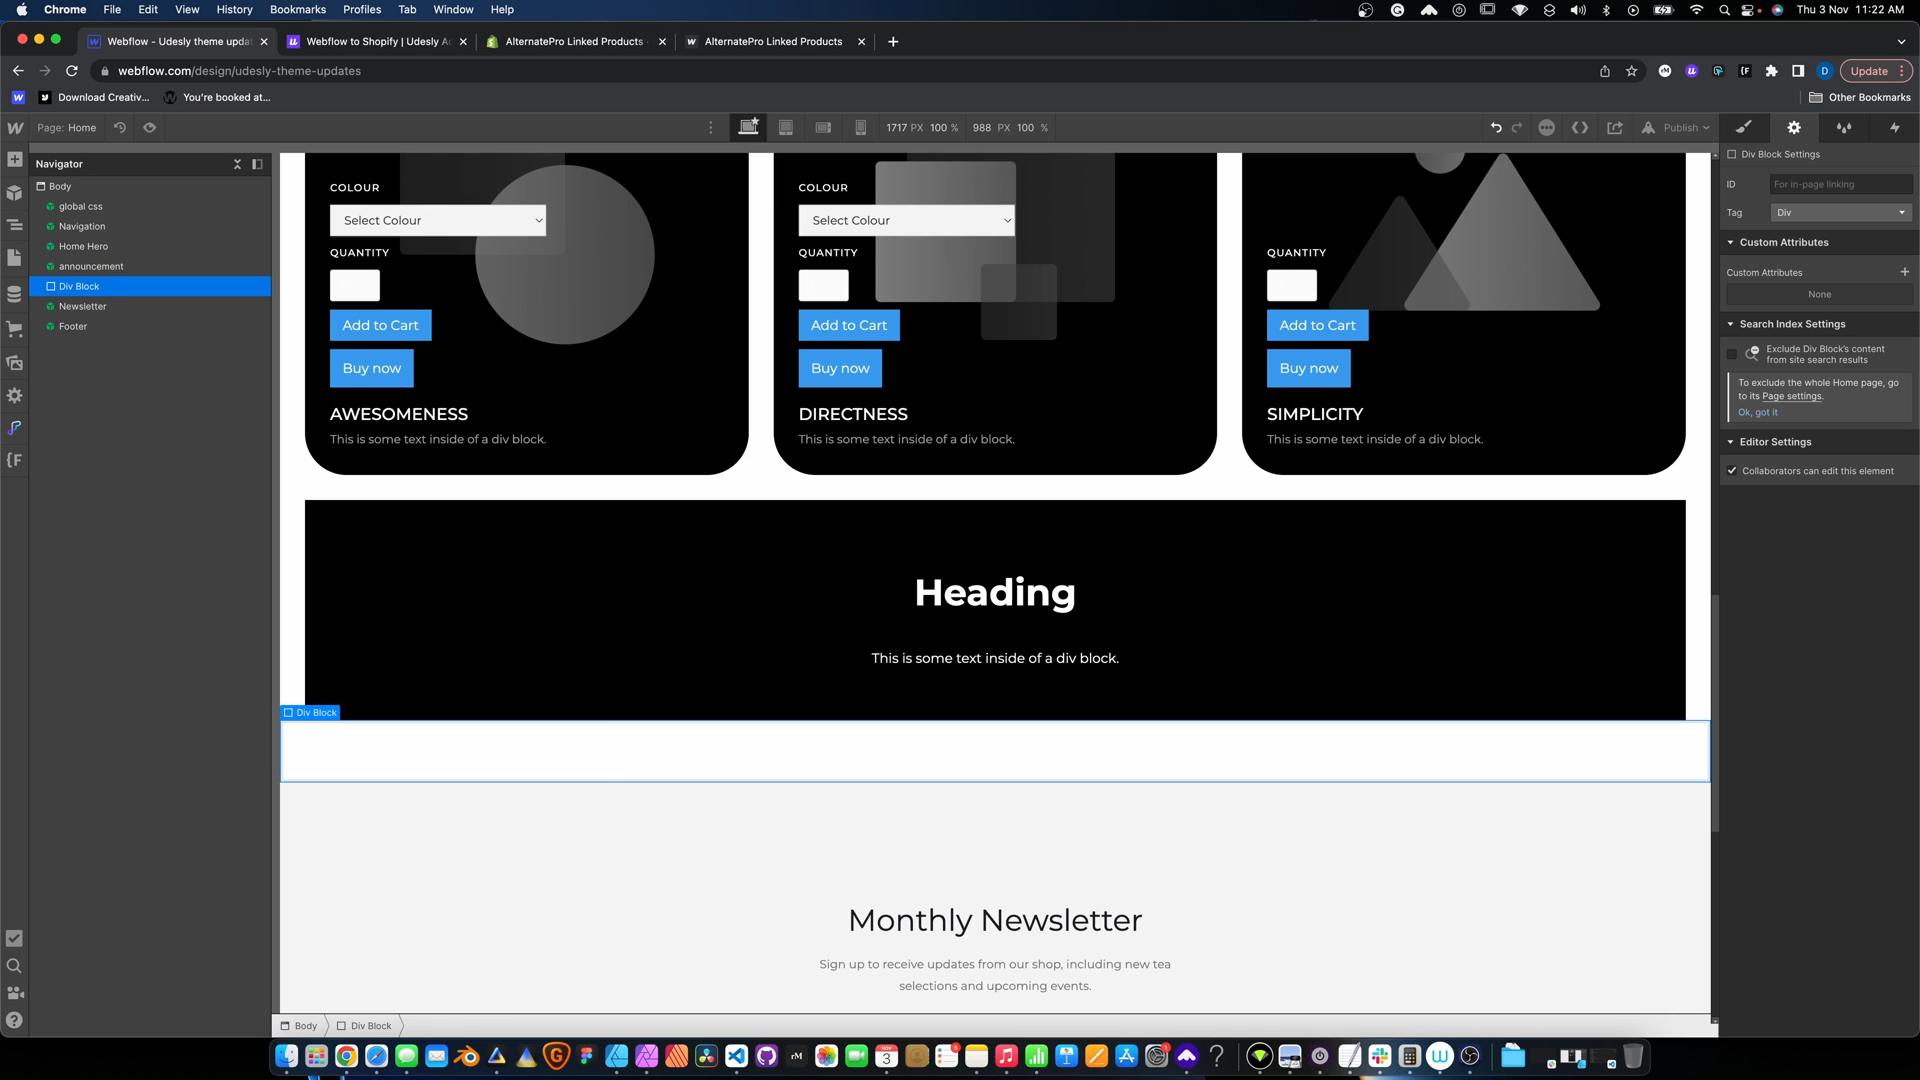 Chrome File Edit View History Bookmarks Profiles Tab Window Help Thu 3 Nov 11:22 AM
Webflow - Udesly theme updat Webflow to Shopify | Udesly A AlternatePro Linked Products AlternatePro Linked Products
webflow.com/design/udesly-theme-updates D Update
Download Creativ... You're booked at... Other Bookmarks
Page: Home 1717 PX 100 % 988 PX 100 % Publish
Navigator
Body
global css
Navigation
Home Hero
announcement
Div Block
Newsletter
Footer
COLOUR
Select Colour
QUANTITY
Add to Cart
Buy now
AWESOMENESS
This is some text inside of a div block.
COLOUR
Select Colour
QUANTITY
Add to Cart
Buy now
DIRECTNESS
This is some text inside of a div block.
QUANTITY
Add to Cart
Buy now
SIMPLICITY
This is some text inside of a div block.
Heading
This is some text inside of a div block.
Div Block
Monthly Newsletter
Sign up to receive updates from our shop, including new tea
selections and upcoming events.
Body Div Block
Div Block Settings
ID For in-page linking
Tag Div
Custom Attributes
Custom Attributes
None
Search Index Settings
Exclude Div Block's content
from site search results
To exclude the whole Home page, go
to its Page settings.
Ok, got it
Editor Settings
Collaborators can edit this element